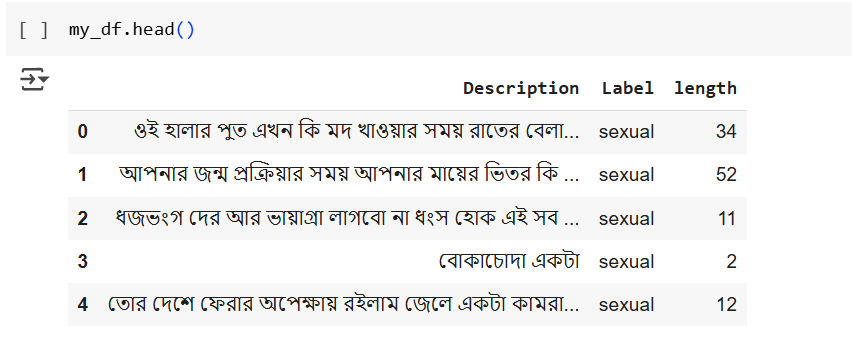 [ ] my_df.head()
Description Label length
0 ওই হালার পুত এখন কি মদ খাওয়ার সময় রাতের বেলা... sexual 34
1 আপনার জন্ম প্রক্রিয়ার সময় আপনার মায়ের ভিতর কি ... sexual 52
2 ধজভংগ দের আর ভায়াগ্রা লাগবো না ধংস হোক এই সব ... sexual 11
3 বোকাচোদা একটা sexual 2
4 তোর দেশে ফেরার অপেক্ষায় রইলাম জেলে একটা কামরা... sexual 12